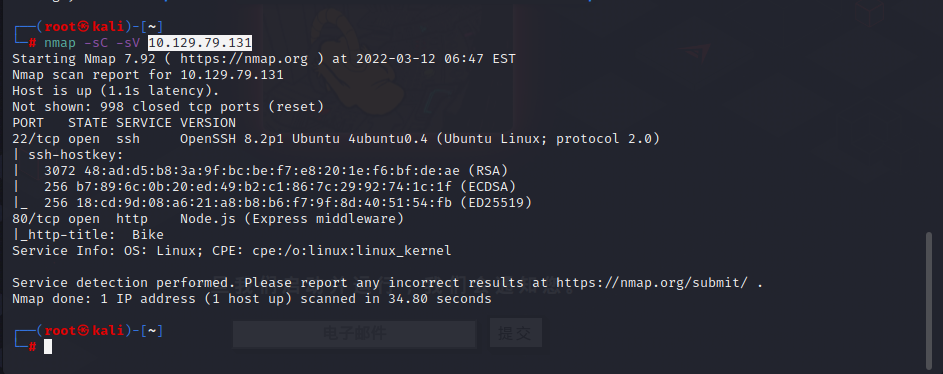 ┌──(root㉿kali)-[~]
└─# nmap -sC -sV 10.129.79.131
Starting Nmap 7.92 ( https://nmap.org ) at 2022-03-12 06:47 EST
Nmap scan report for 10.129.79.131
Host is up (1.1s latency).
Not shown: 998 closed tcp ports (reset)
PORT   STATE SERVICE VERSION
22/tcp open  ssh     OpenSSH 8.2p1 Ubuntu 4ubuntu0.4 (Ubuntu Linux; protocol 2.0)
| ssh-hostkey:
|   3072 48:ad:d5:b8:3a:9f:bc:be:f7:e8:20:1e:f6:bf:de:ae (RSA)
|   256 b7:89:6c:0b:20:ed:49:b2:c1:86:7c:29:92:74:1c:1f (ECDSA)
|_  256 18:cd:9d:08:a6:21:a8:b8:b6:f7:9f:8d:40:51:54:fb (ED25519)
80/tcp open  http    Node.js (Express middleware)
|_http-title:  Bike
Service Info: OS: Linux; CPE: cpe:/o:linux:linux_kernel
Service detection performed. Please report any incorrect results at https://nmap.org/submit/ .
Nmap done: 1 IP address (1 host up) scanned in 34.80 seconds
┌──(root㉿kali)-[~]
└─#
电子邮件 提交